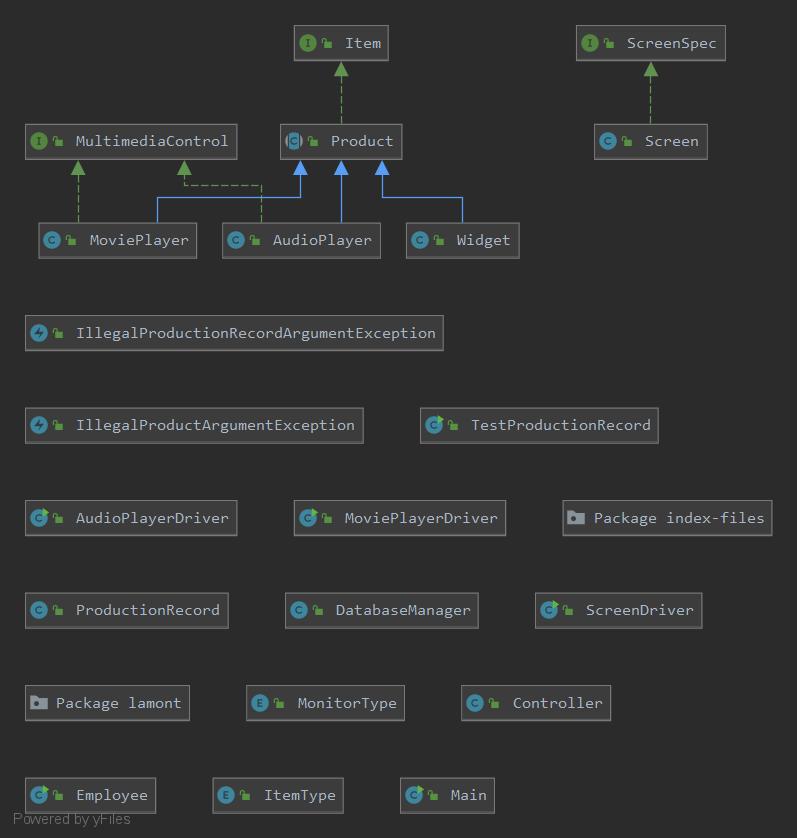 Item
ScreenSpec
MultimediaControl
Product
Screen
MoviePlayer
AudioPlayer
Widget
IllegalProductionRecordArgumentException
IllegalProductArgumentException
TestProductionRecord
AudioPlayerDriver
MoviePlayerDriver
Package index-files
ProductionRecord
DatabaseManager
ScreenDriver
Package lamont
MonitorType
Controller
Employee
ItemType
Main
Powered by yFiles